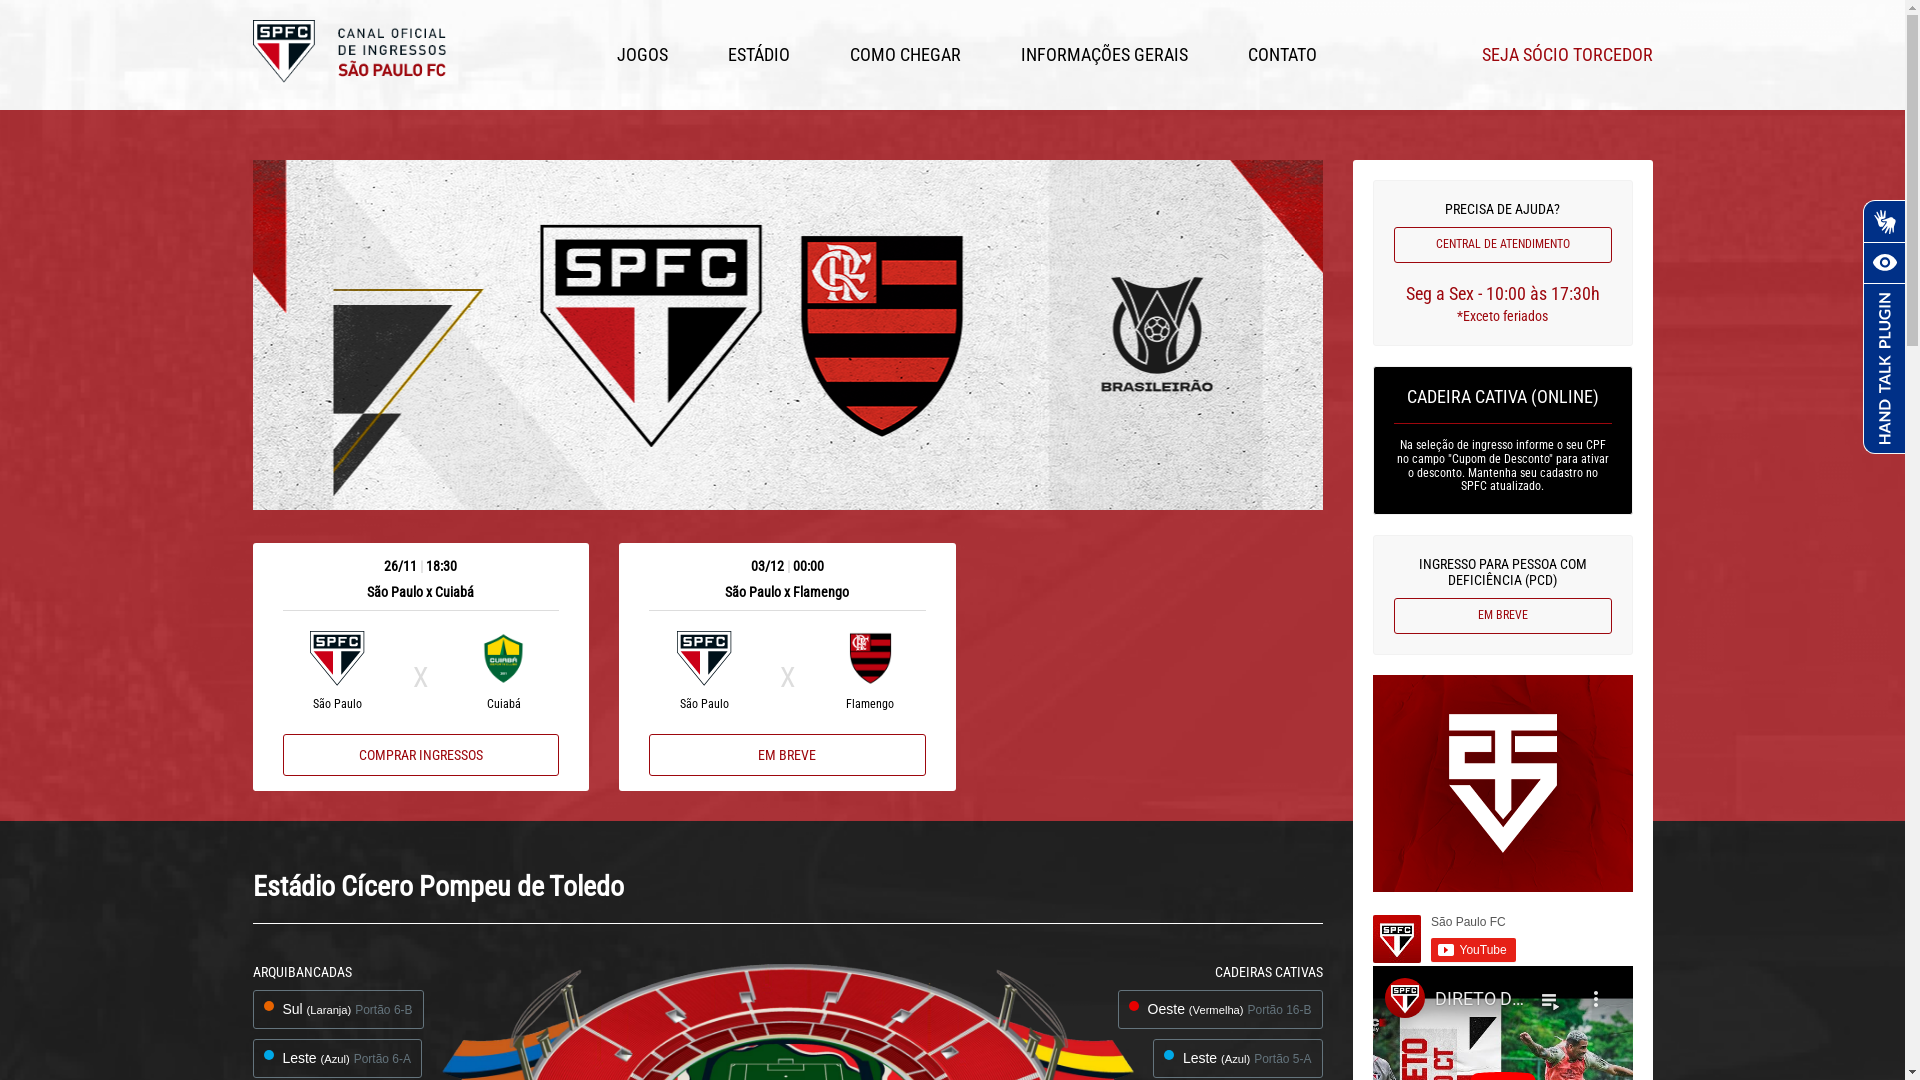 SPFC
CANAL OFICIAL
DE INGRESSOS
SÃO PAULO FC
JOGOS
ESTÁDIO
COMO CHEGAR
INFORMAÇÕES GERAIS
CONTATO
SEJA SÓCIO TORCEDOR
SPFC
BRASILEIRÃO
PRECISA DE AJUDA?
CENTRAL DE ATENDIMENTO
Seg a Sex - 10:00 às 17:30h
*Exceto feriados
HAND TALK PLUGIN
CADEIRA CATIVA (ONLINE)
Na seleção de ingresso informe o seu CPF
no campo "Cupom de Desconto" para ativar
o desconto. Mantenha seu cadastro no
SPFC atualizado.
INGRESSO PARA PESSOA COM
DEFICIÊNCIA (PCD)
EM BREVE
26/11 | 18:30
São Paulo x Cuiabá
SPFC
X
CUIABÁ
São Paulo
Cuiabá
COMPRAR INGRESSOS
03/12 | 00:00
São Paulo x Flamengo
SPFC
X
São Paulo
Flamengo
EM BREVE
Estádio Cícero Pompeu de Toledo
ARQUIBANCADAS
Sul (Laranja) Portão 6-B
Leste (Azul) Portão 6-A
CADEIRAS CATIVAS
Oeste (Vermelha) Portão 16-B
Leste (Azul) Portão 5-A
SPFC
São Paulo FC
YouTube
SPFC
DIRETO D...